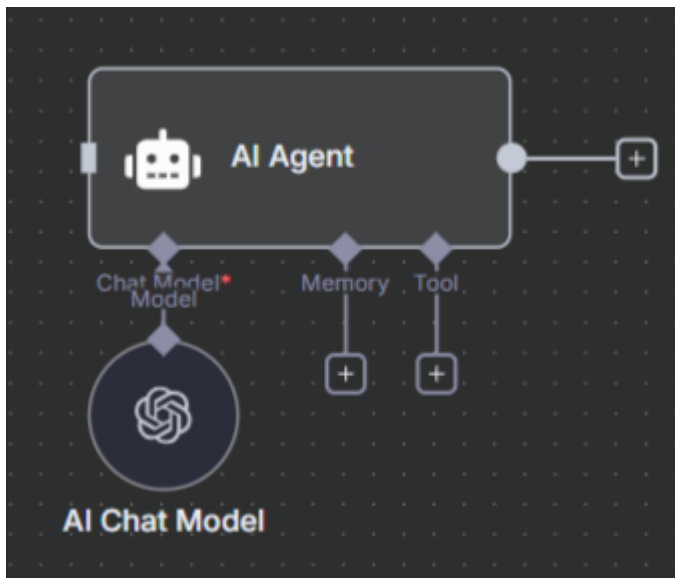 AI Agent
Chat Model*
Model
Memory
Tool
AI Chat Model